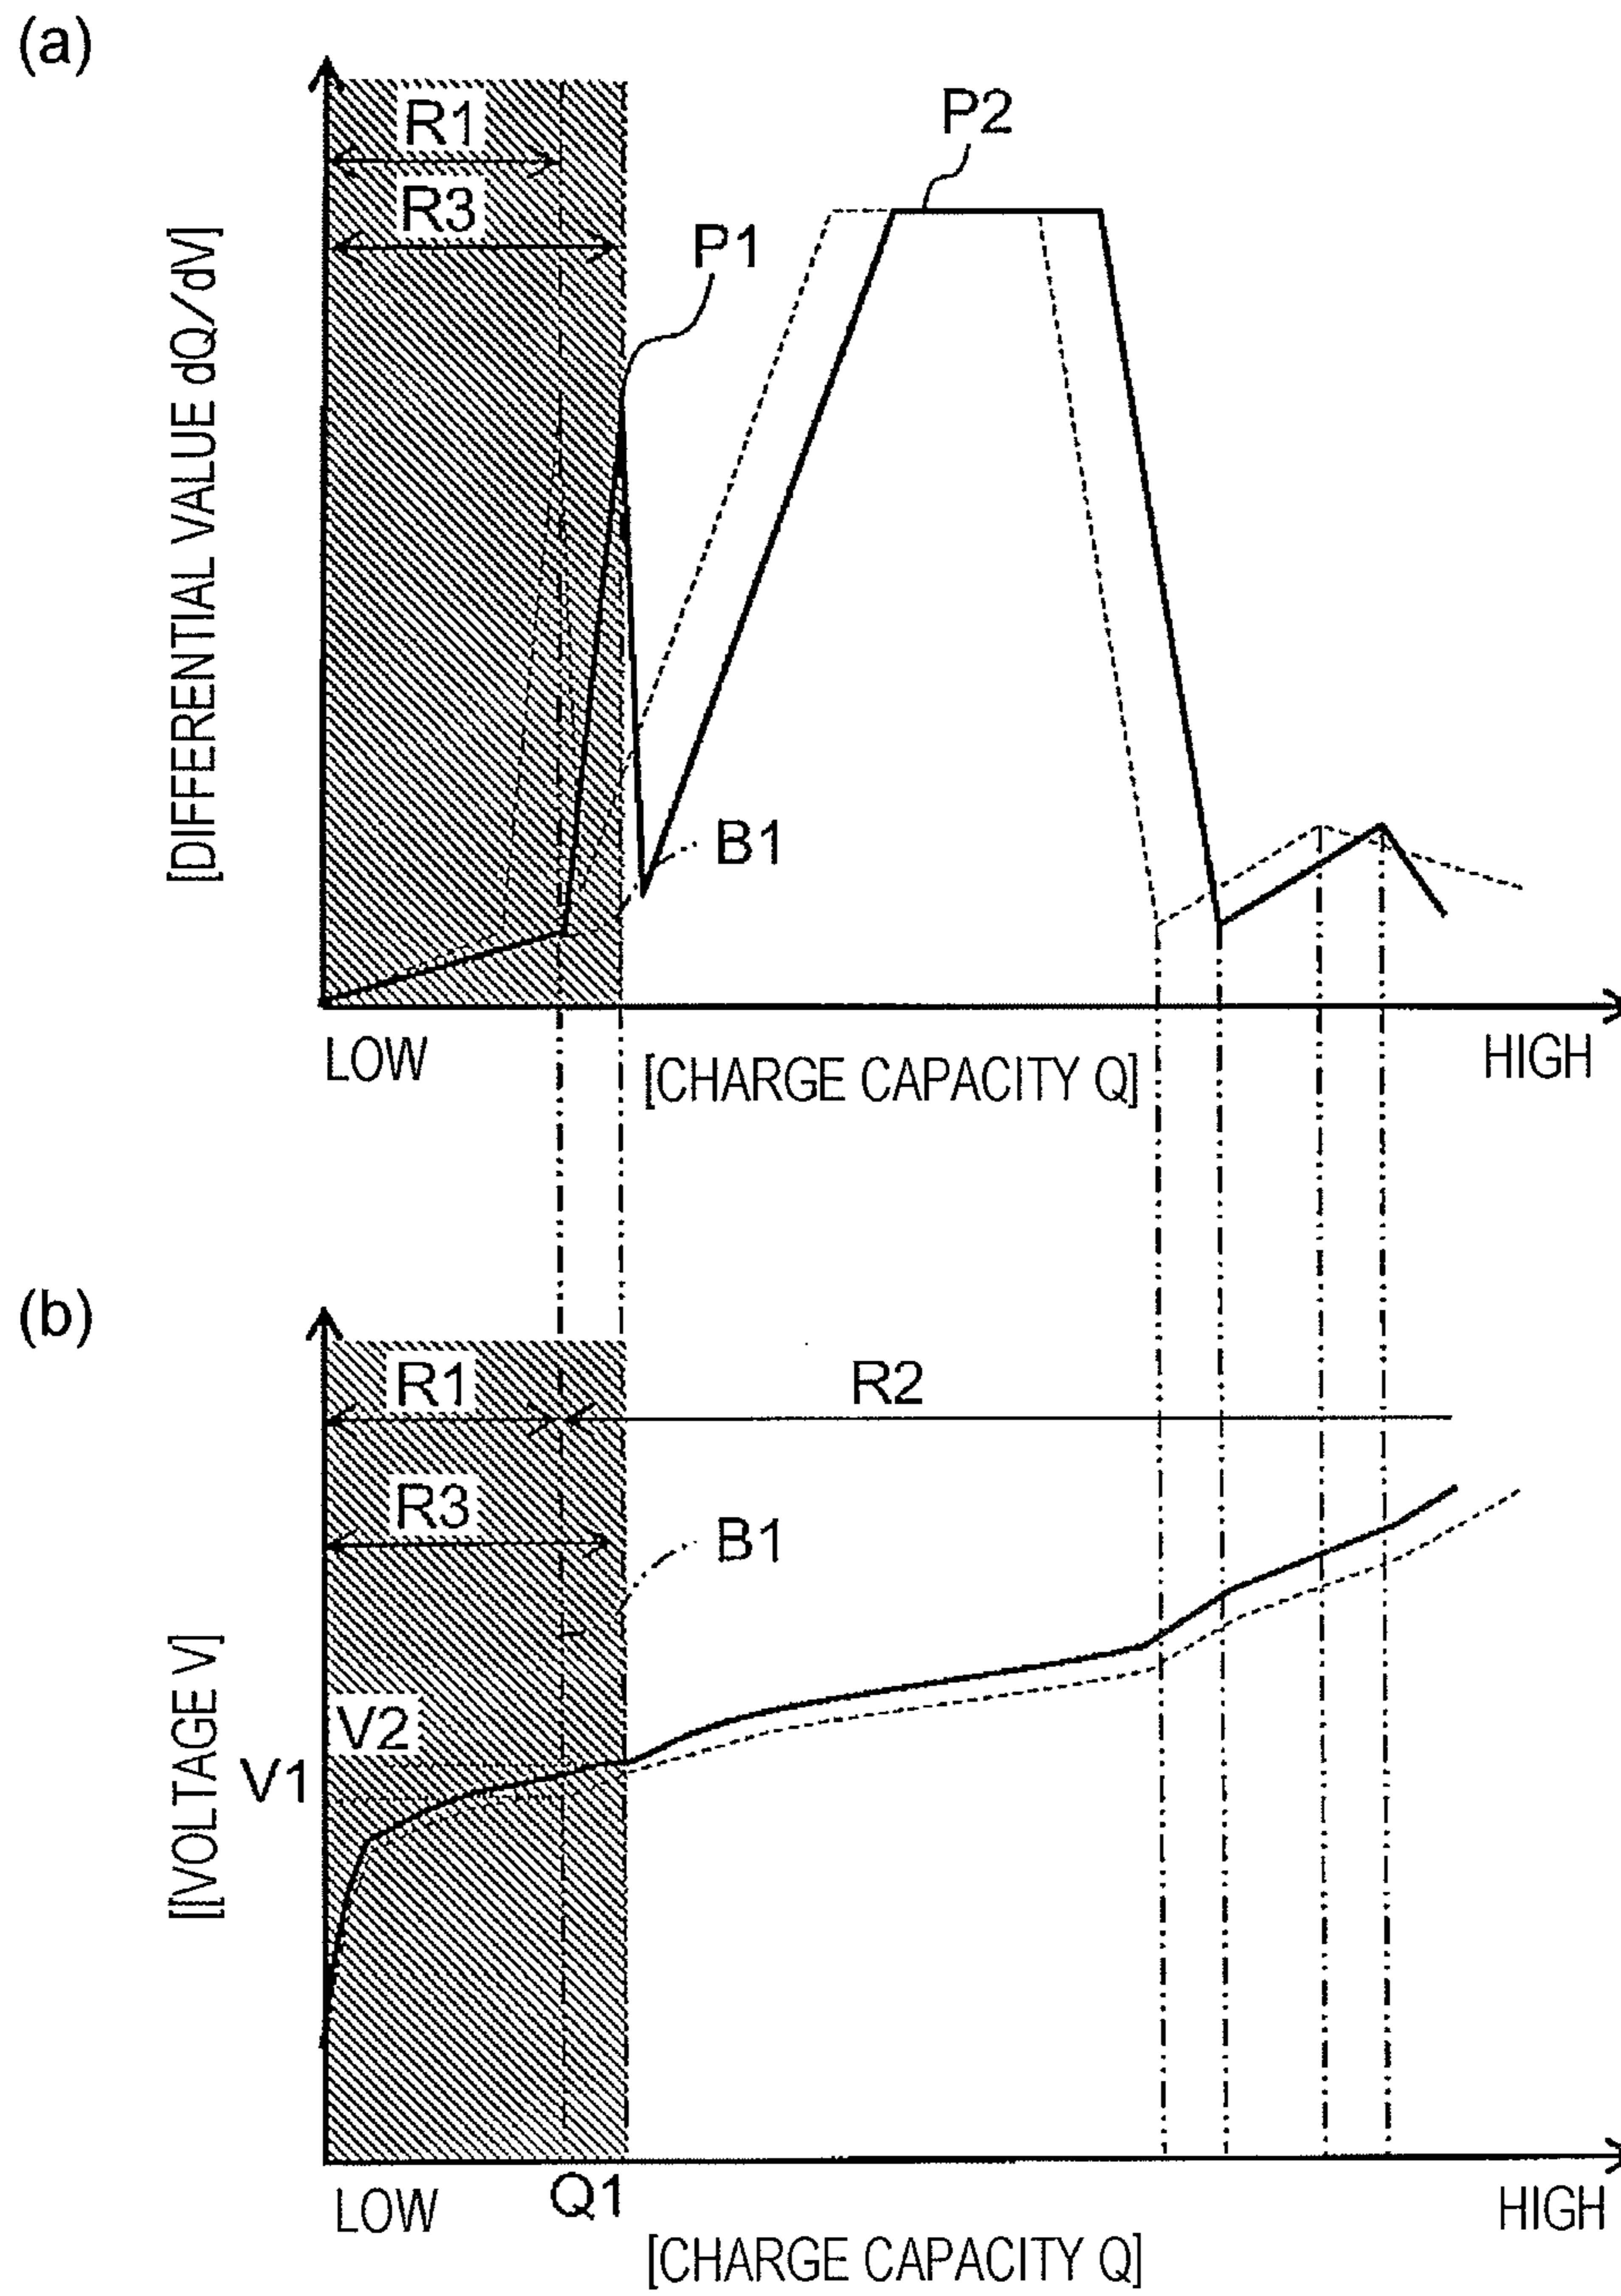 (a)
R1
P2
R3
P1
[DIFFERENTIAL VALUE dQ/dV]
B1
LOW
[CHARGE CAPACITY Q]
HIGH
(b)
R1
R2
R3
B1
[[VOLTAGE V]
V2
V1
LOW
Q1
HIGH
[CHARGE CAPACITY Q]